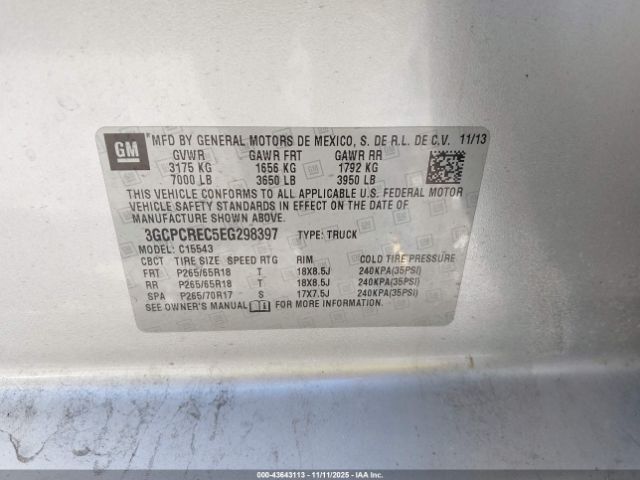 GM
*MFD BY GENERAL MOTORS DE MEXICO, S. DE R.L. DE C.V. 11/13
GVWR GAWR FRT GAWR RR
3175 KG 1656 KG 1792 KG
7000 LB 3650 LB 3950 LB
THIS VEHICLE CONFORMS TO ALL APPLICABLE U.S. FEDERAL MOTOR
VEHICLE SAFETY STANDARDS IN EFFECT ON THE DATE OF
MANUFACTURE SHOWN ABOVE.
3GCPCREC5EG298397 TYPE: TRUCK
MODEL: C15543
CBCT TIRE SIZE SPEED RTG RIM COLD TIRE PRESSURE
FRT P265/65R18 T 18X8.5J 240KPA(35PSI)
RR P265/65R18 T 18X8.5J 240KPA(35PSI)
SPA P265/70R17 S 17X7.5J 240KPA(35PSI)
SEE OWNER'S MANUAL FOR MORE INFORMATION.
000-43643113 - 11/11/2025 - IAAHoldings, LLC.